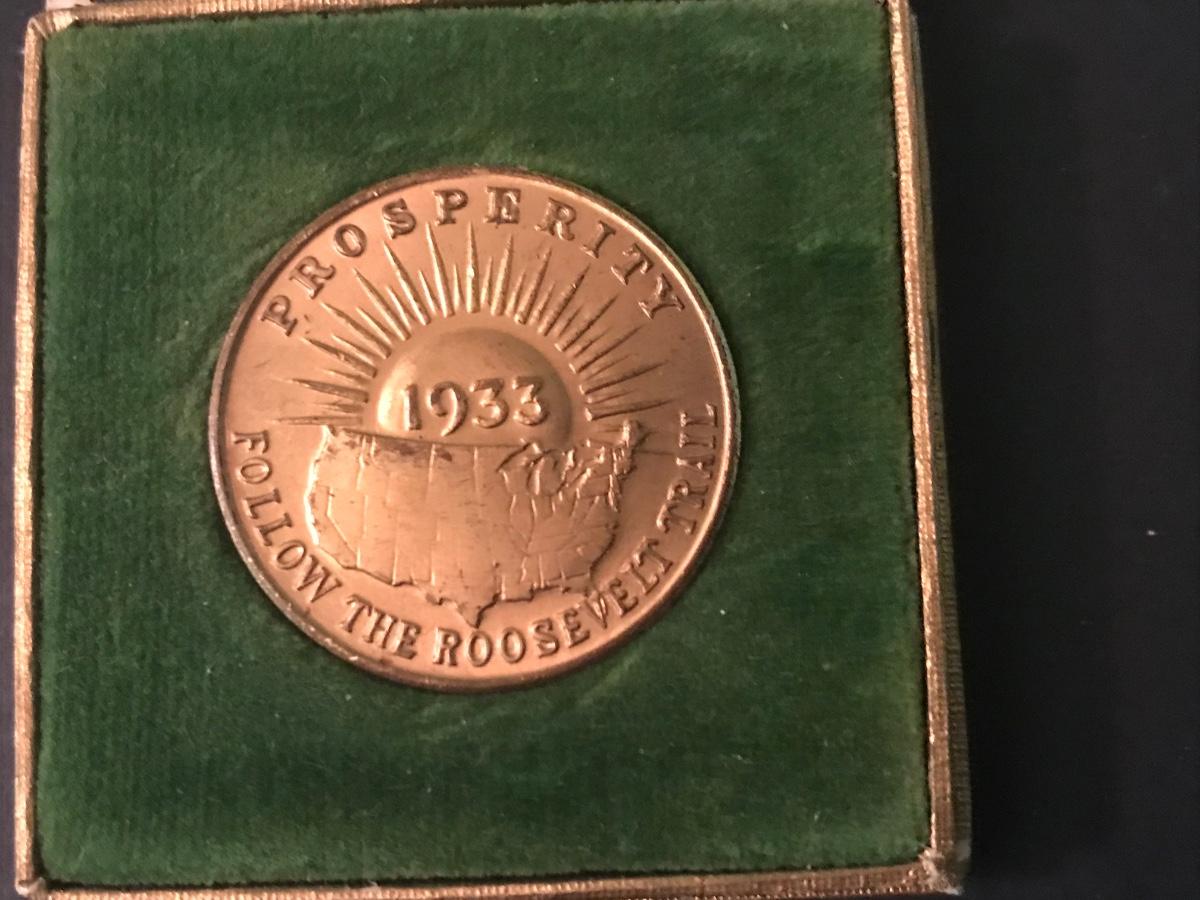 PROSPERITY
1933
FOLLOW THE ROOSEVELT TRAIL